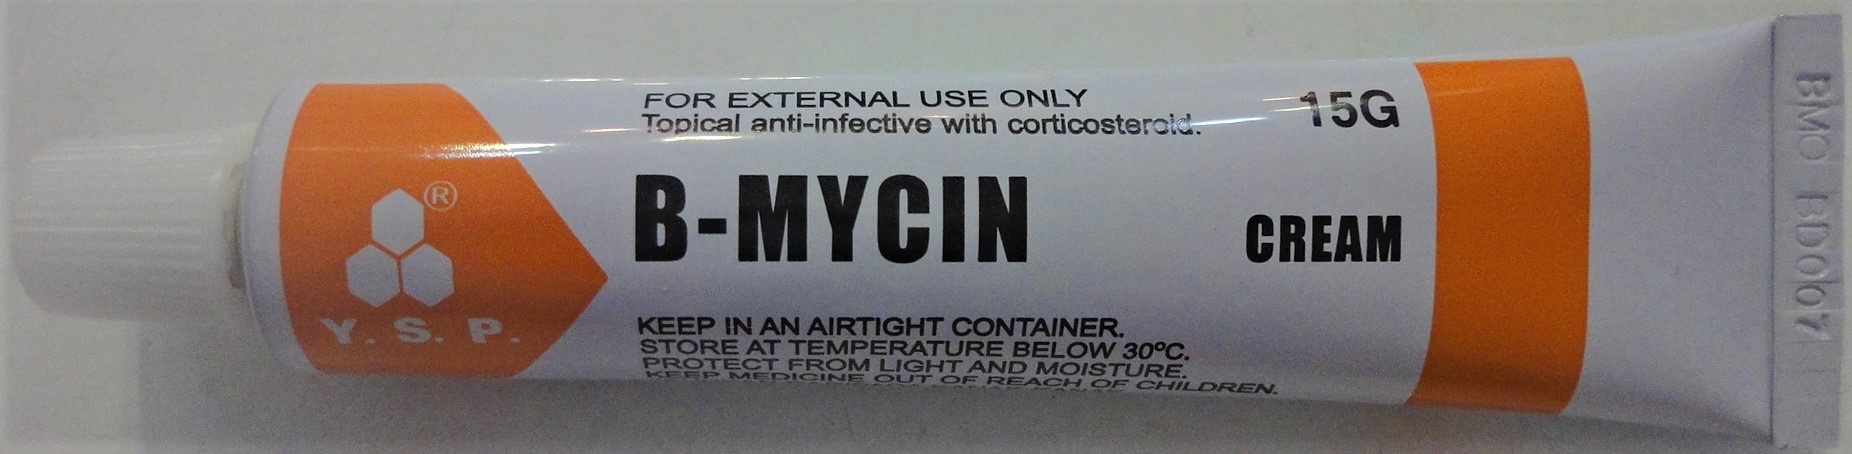 FOR EXTERNAL USE ONLY
Topical anti-infective with corticosteroid.
15G
B-MYCIN
CREAM
®
Y. S. P.
KEEP IN AN AIRTIGHT CONTAINER.
STORE AT TEMPERATURE BELOW 30ºC.
PROTECT FROM LIGHT AND MOISTURE.
KEEP MEDICINE OUT OF REACH OF CHILDREN.
BMO